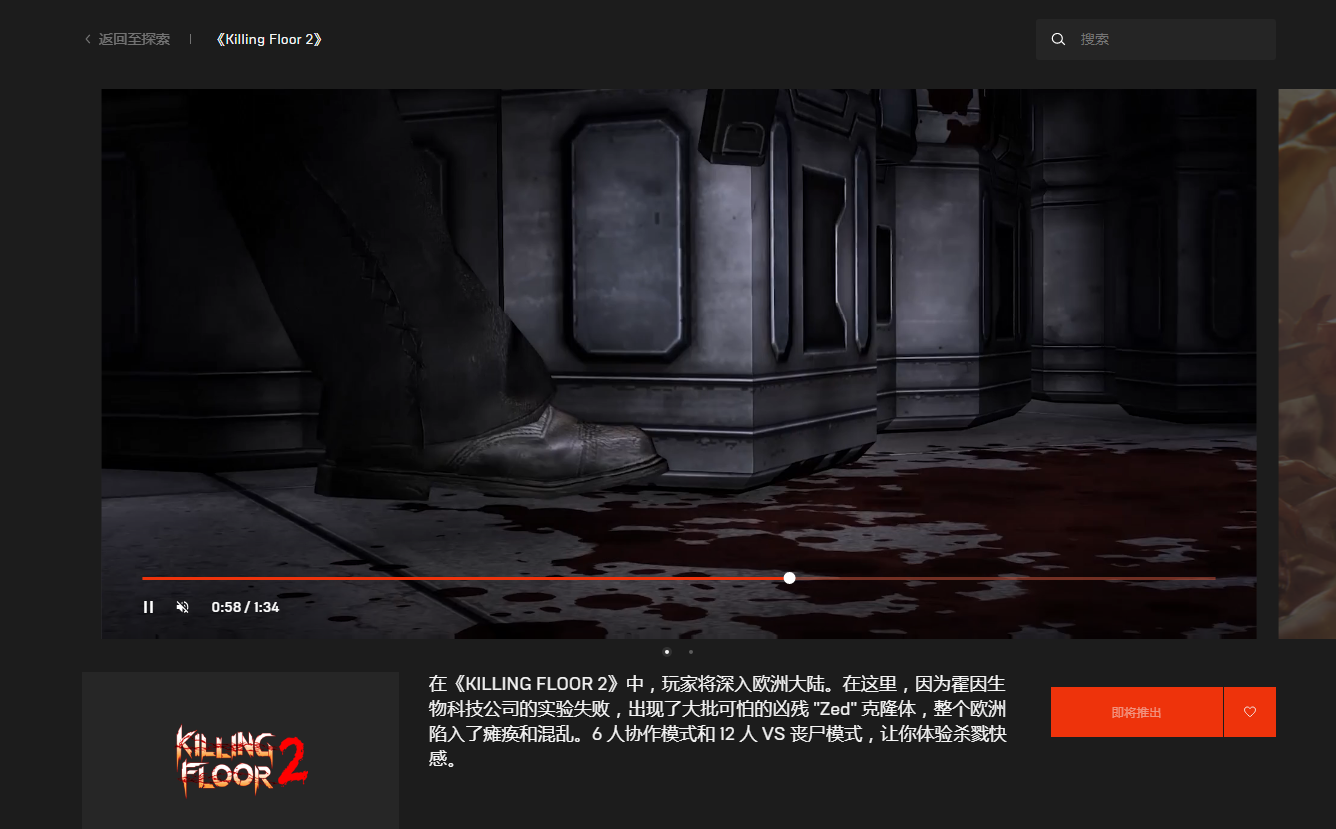 返回至探索
《Killing Floor 2》
搜索
0:58 / 1:34
在《KILLING FLOOR 2》中，玩家将深入欧洲大陆。在这里，因为霍因生
物科技公司的实验失败，出现了大批可怕的凶残 "Zed" 克隆体，整个欧洲
陷入了瘫痪和混乱。6 人协作模式和 12 人 VS 丧尸模式，让你体验杀戮快
感。
即将推出
KILLING
FLOOR 2